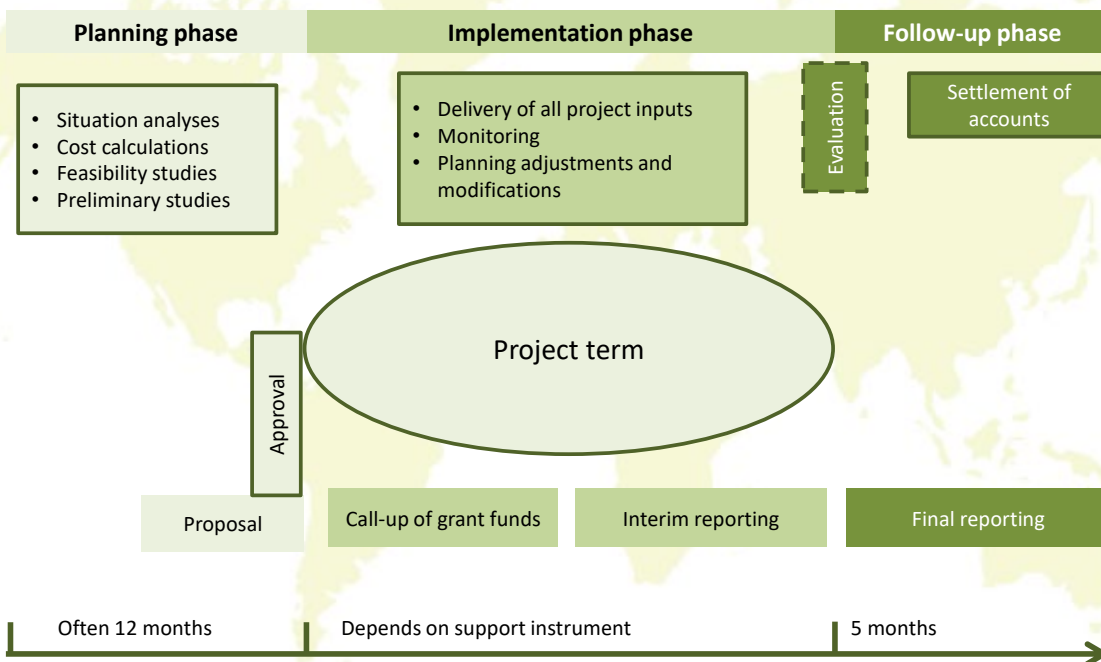 Planning phase
Implementation phase
Follow-up phase
• Situation analyses
• Cost calculations
• Feasibility studies
• Preliminary studies
• Delivery of all project inputs
• Monitoring
• Planning adjustments and
modifications
Evaluation
Settlement of
accounts
Project term
Approval
Proposal
Call-up of grant funds
Interim reporting
Final reporting
Often 12 months
Depends on support instrument
5 months